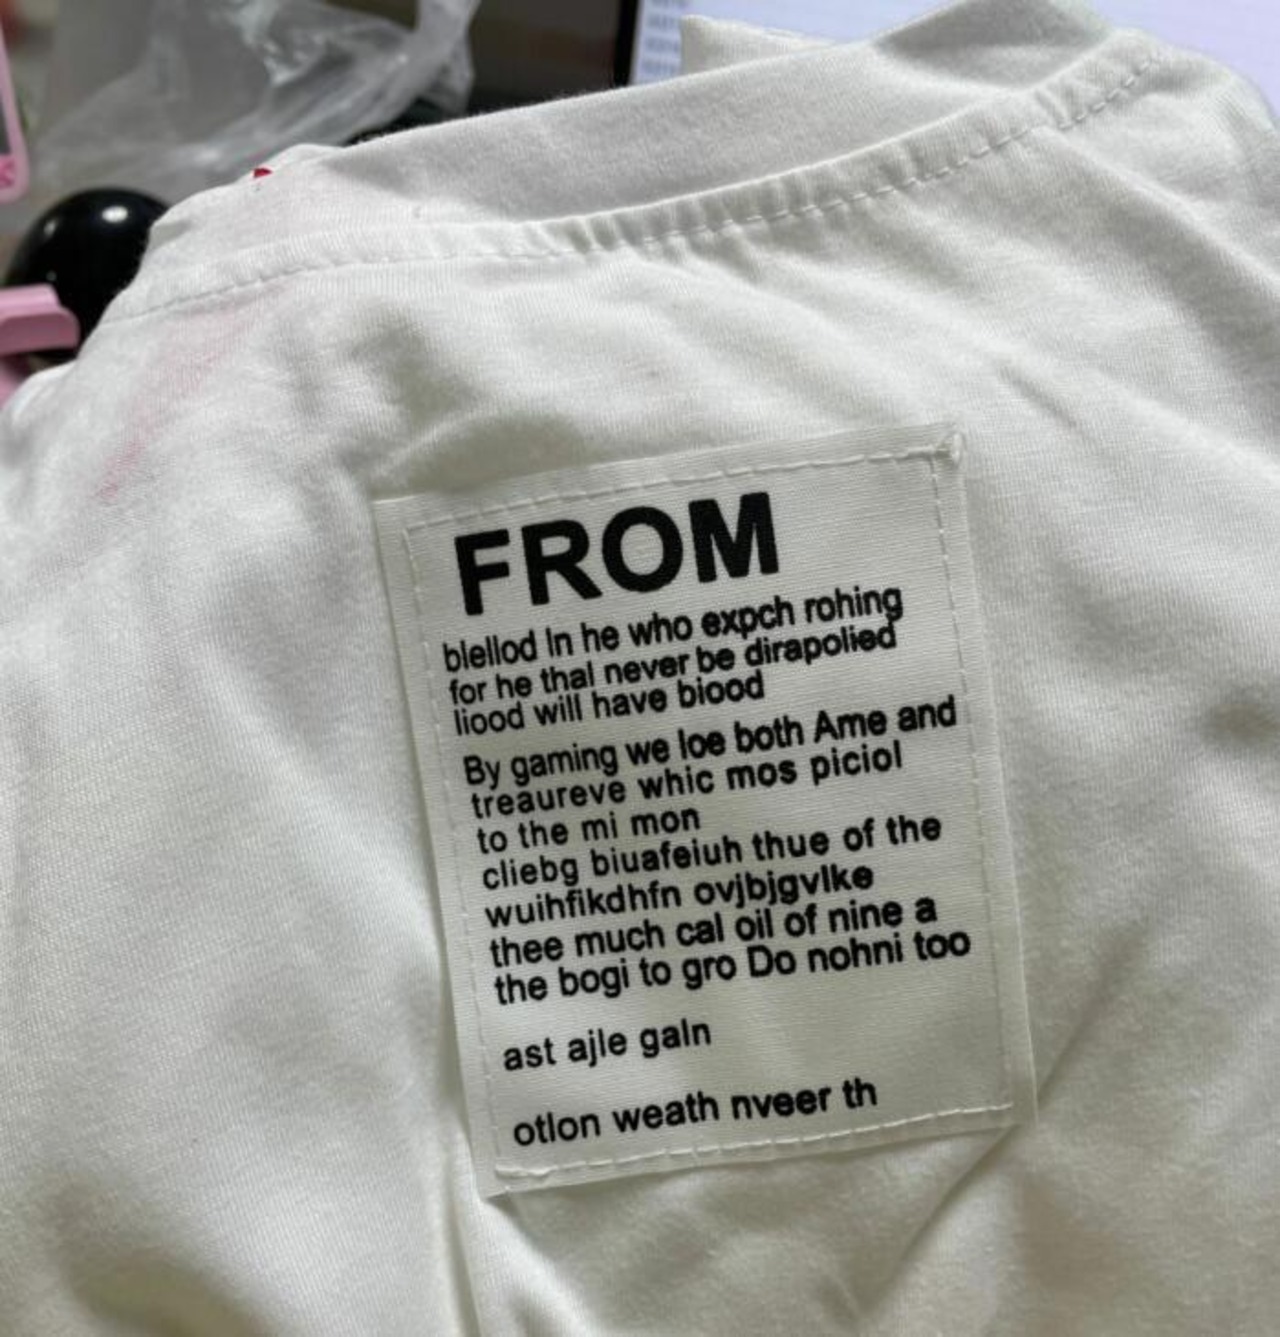 FROM
blellod In he who expch rohing
for he thal never be dirapolied
liood will have biood
By gaming we loe both Ame and
treaureve whic mos piciol
to the mi mon
cliebg biuafeiuh thue of the
wuihfikdhfn ovjbjgvlke
thee much cal oil of nine a
the bogi to gro Do nohni too
ast ajle galn
otlon weath nveer th